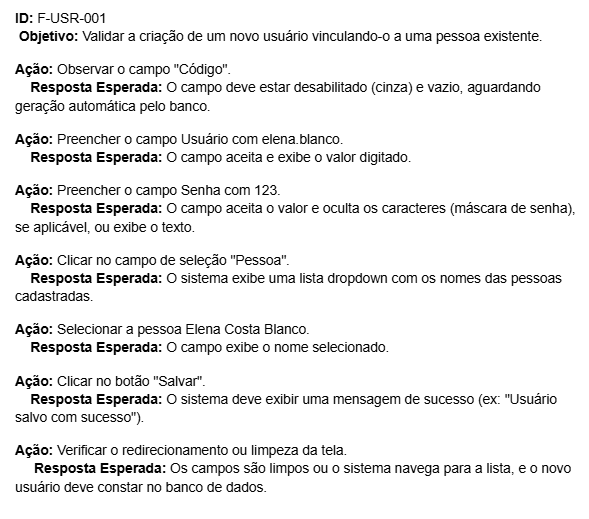 ID: F-USR-001
Objetivo: Validar a criação de um novo usuário vinculando-o a uma pessoa existente.
Ação: Observar o campo "Código".
Resposta Esperada: O campo deve estar desabilitado (cinza) e vazio, aguardando
geração automática pelo banco.
Ação: Preencher o campo Usuário com elena.blanco.
Resposta Esperada: O campo aceita e exibe o valor digitado.
Ação: Preencher o campo Senha com 123.
Resposta Esperada: O campo aceita o valor e oculta os caracteres (máscara de senha),
se aplicável, ou exibe o texto.
Ação: Clicar no campo de seleção "Pessoa".
Resposta Esperada: O sistema exibe uma lista dropdown com os nomes das pessoas
cadastradas.
Ação: Selecionar a pessoa Elena Costa Blanco.
Resposta Esperada: O campo exibe o nome selecionado.
Ação: Clicar no botão "Salvar".
Resposta Esperada: O sistema deve exibir uma mensagem de sucesso (ex: "Usuário
salvo com sucesso").
Ação: Verificar o redirecionamento ou limpeza da tela.
Resposta Esperada: Os campos são limpos ou o sistema navega para a lista, e o novo
usuário deve constar no banco de dados.